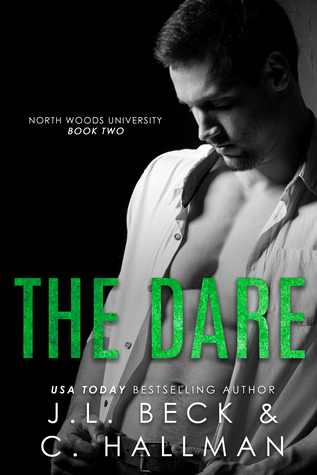 NORTH WOODS UNIVERSITY
BOOK TWO
THE DARE
USA TODAY BESTSELLING AUTHOR
J.L. BECK &
C. HALLMAN